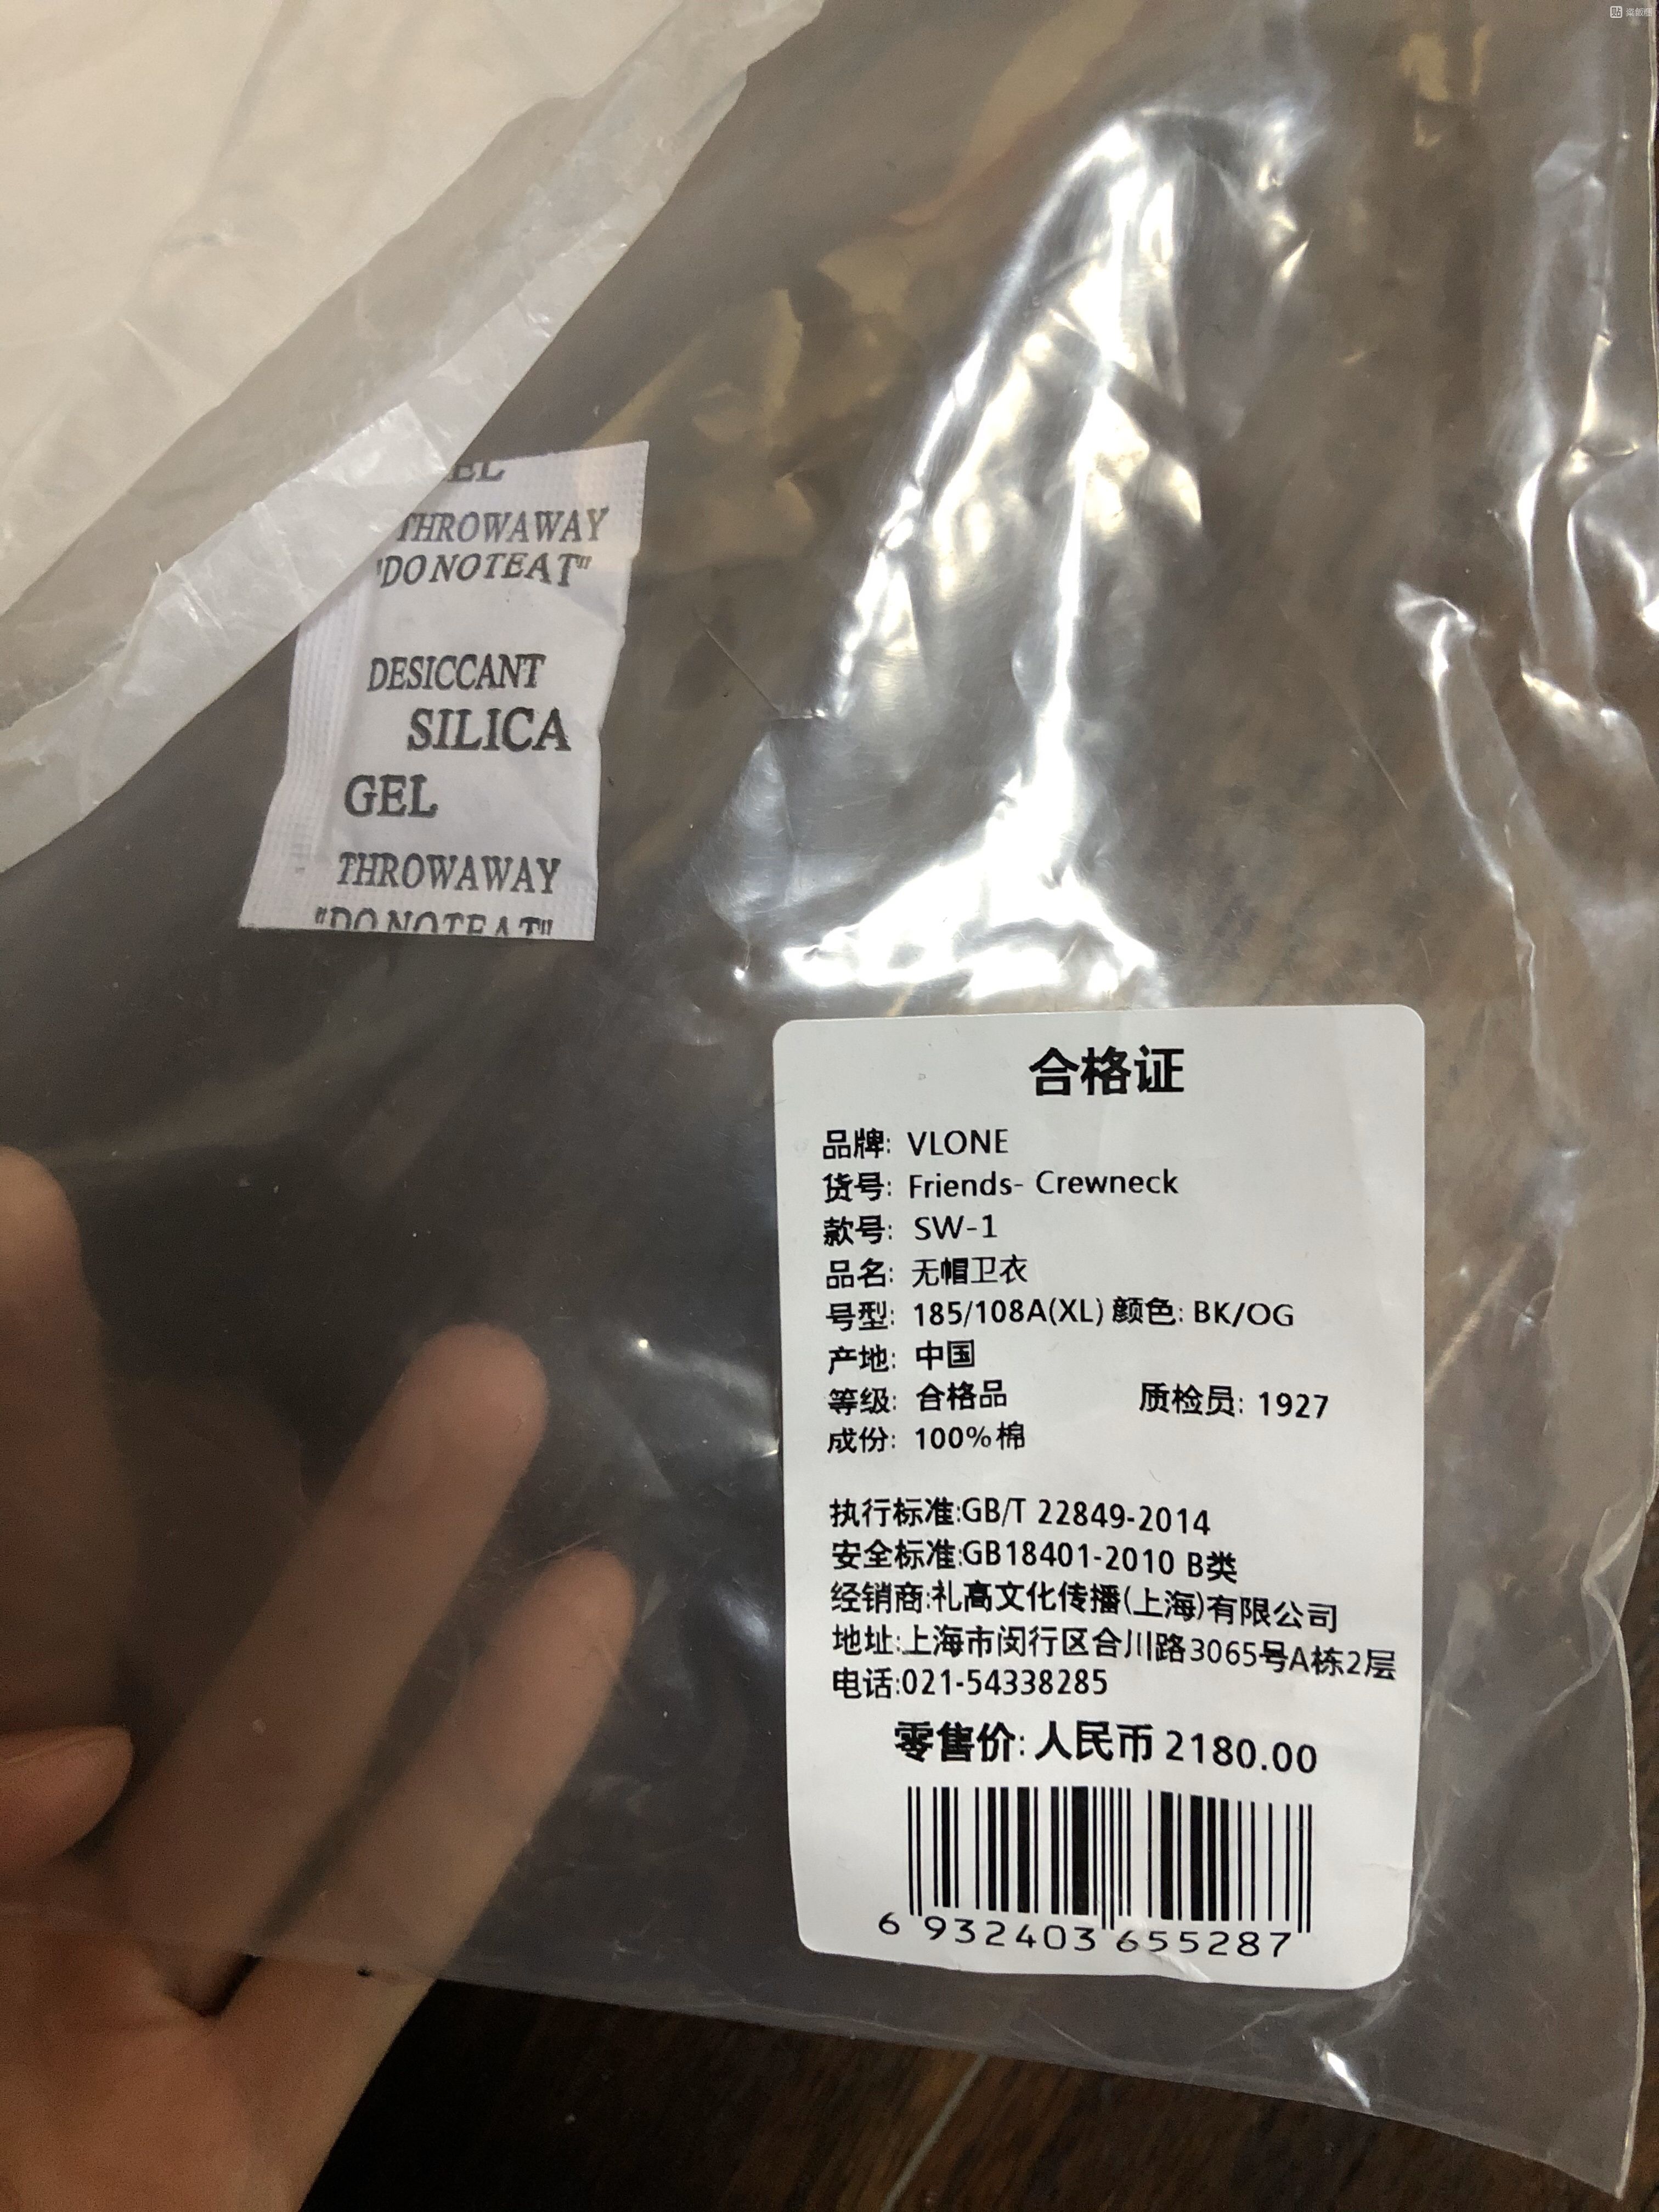 EL
THROWAWAY
"DO NOTEAT"
DESICCANT
SILICA
GEL
THROWAWAY
"DO NOTEAT"
合格证
品牌: VLONE
货号: Friends- Crewneck
款号: SW-1
品名: 无帽卫衣
号型: 185/108A(XL) 颜色: BK/OG
产地: 中国
等级: 合格品 质检员: 1927
成份: 100%棉
执行标准:GB/T 22849-2014
安全标准:GB18401-2010 B类
经销商:礼高文化传播(上海)有限公司
地址:上海市闵行区合川路3065号A栋2层
电话:021-54338285
零售价: 人民币 2180.00
6 932403 655287